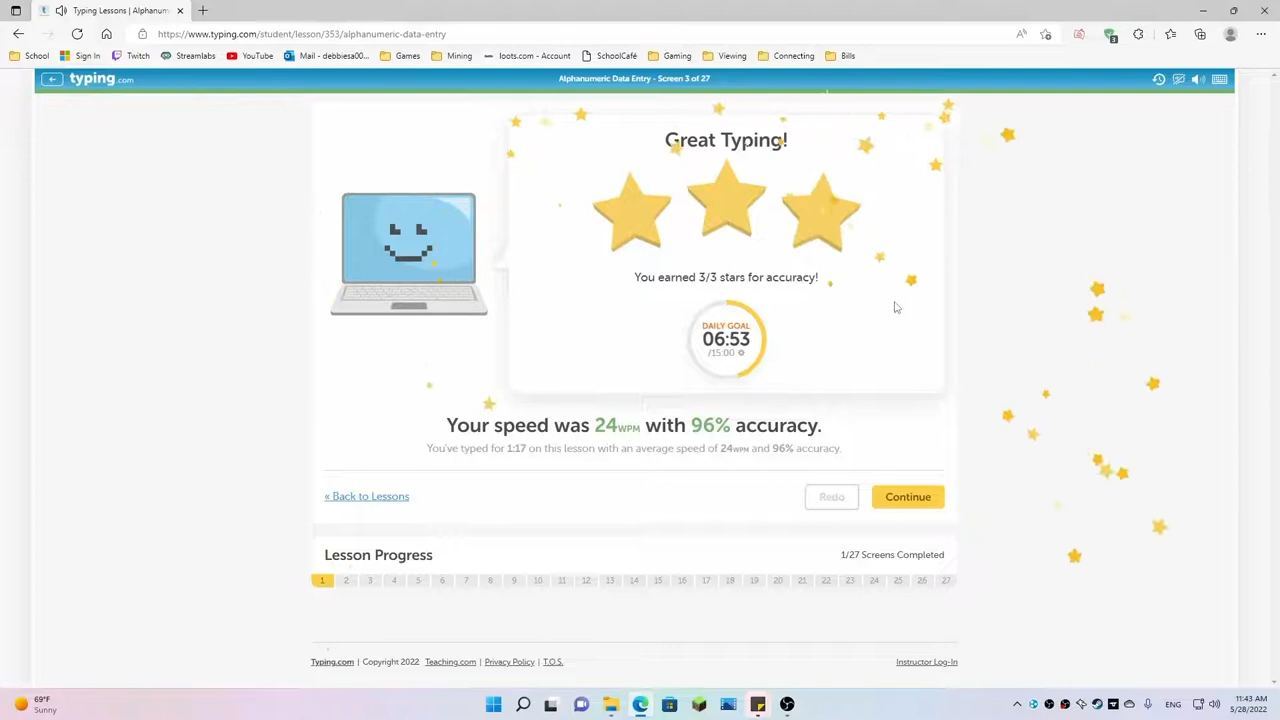 Typing Lessons | Alphanum
https://www.typing.com/student/lesson/353/alphanumeric-data-entry
School Sign In Twitch Streamlabs YouTube Mail - debbiesa00... Games Mining loots.com - Account SchoolCafé Gaming Viewing Connecting Bills
typing.com Alphanumeric Data Entry - Screen 3 of 27
Great Typing!
You earned 3/3 stars for accuracy!
DAILY GOAL
06:53
/15:00
Your speed was 24WPM with 96% accuracy.
You've typed for 1:17 on this lesson with an average speed of 24WPM and 96% accuracy.
« Back to Lessons Redo Continue
Lesson Progress 1/27 Screens Completed
1 2 3 4 5 6 7 8 9 10 11 12 13 14 15 16 17 18 19 20 21 22 23 24 25 26 27
Typing.com | Copyright 2022 Teaching.com | Privacy Policy | T.O.S. Instructor Log-In
69°F
Sunny
ENG
11:43 AM
5/28/2022